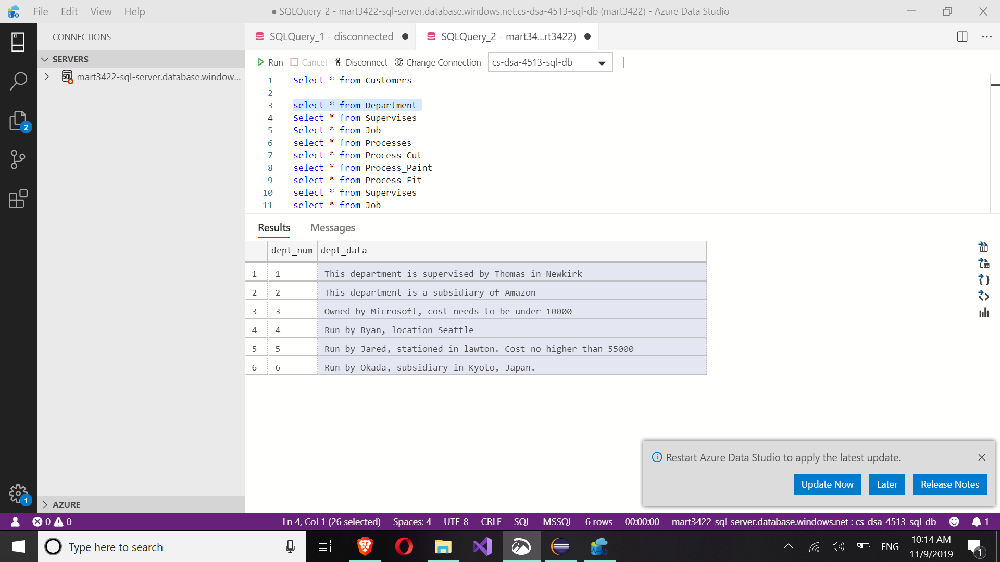 File Edit View Help
● SQLQuery_2 - mart3422-sql-server.database.windows.net.cs-dsa-4513-sql-db (mart3422) - Azure Data Studio
CONNECTIONS
SQLQuery_1 - disconnected ●
SQLQuery_2 - mart34...rt3422) ●
SERVERS
mart3422-sql-server.database.window...
Run Cancel Disconnect Change Connection cs-dsa-4513-sql-db
1 Select * from Customers
2
3 select * from Department
4 Select * from Supervises
5 Select * from Job
6 select * from Processes
7 select * from Process_Cut
8 select * from Process_Paint
9 select * from Process_Fit
10 select * from Supervises
11 select * from Job
2
Results Messages
dept_num dept_data
1 1 This department is supervised by Thomas in Newkirk
2 2 This department is a subsidiary of Amazon
3 3 Owned by Microsoft, cost needs to be under 10000
4 4 Run by Ryan, location Seattle
5 5 Run by Jared, stationed in lawton. Cost no higher than 55000
6 6 Run by Okada, subsidiary in Kyoto, Japan.
Restart Azure Data Studio to apply the latest update.
Update Now Later Release Notes
1
AZURE
0 0 Ln 4, Col 1 (26 selected) Spaces: 4 UTF-8 CRLF SQL MSSQL 6 rows 00:00:00 mart3422-sql-server.database.windows.net : cs-dsa-4513-sql-db 1
Type here to search
ENG
10:14 AM
11/9/2019
1